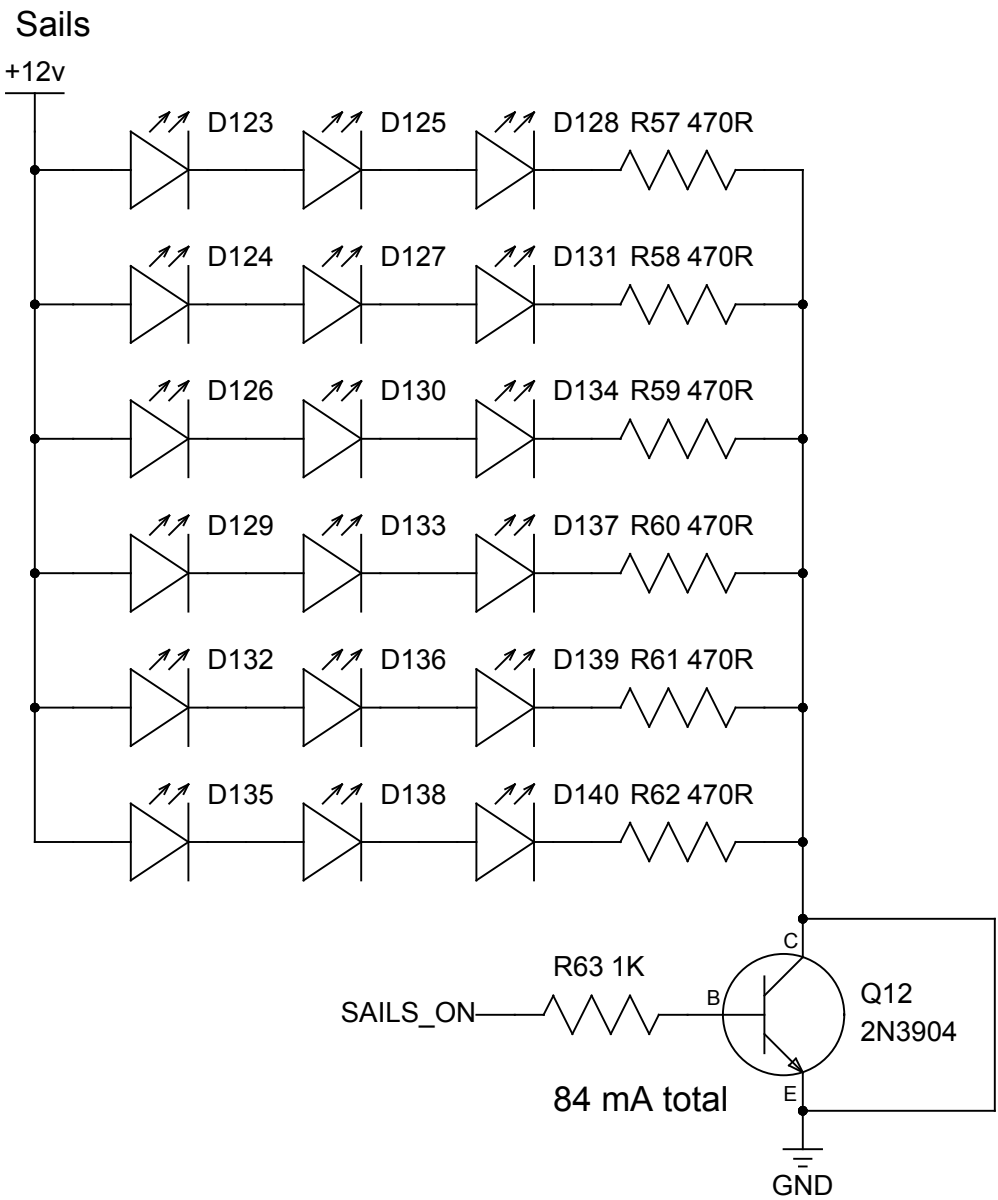 Sails
+12v
D123 D125 D128 R57 470R
D124 D127 D131 R58 470R
D126 D130 D134 R59 470R
D129 D133 D137 R60 470R
D132 D136 D139 R61 470R
D135 D138 D140 R62 470R
C
R63 1K
B
Q12
SAILS_ON
2N3904
E
84 mA total
GND